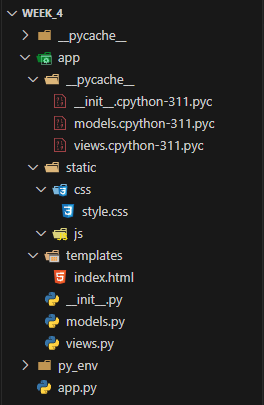 WEEK_4
__pycache__
app
__pycache__
__init__.cpython-311.pyc
models.cpython-311.pyc
views.cpython-311.pyc
static
css
style.css
js
templates
index.html
__init__.py
models.py
views.py
py_env
app.py